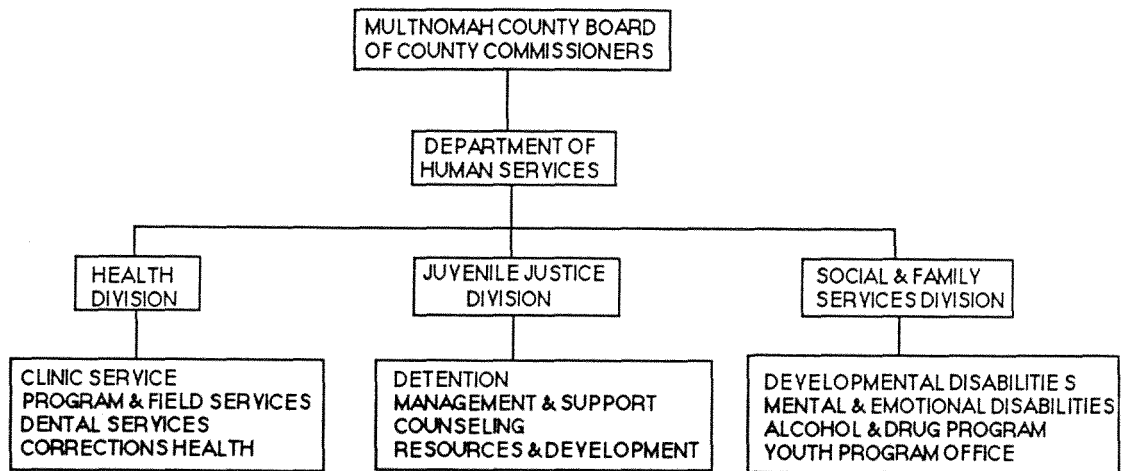 MULTNOMAH COUNTY BOARD
OF COUNTY COMMISSIONERS
DEPARTMENT OF
HUMAN SERVICES
HEALTH
DIVISION
JUVENILE JUSTICE
DIVISION
SOCIAL & FAMILY
SERVICES DIVISION
CLINIC SERVICE
PROGRAM & FIELD SERVICES
DENTAL SERVICES
CORRECTIONS HEALTH
DETENTION
MANAGEMENT & SUPPORT
COUNSELING
RESOURCES & DEVELOPMENT
DEVELOPMENTAL DISABILITIES
MENTAL & EMOTIONAL DISABILITIES
ALCOHOL & DRUG PROGRAM
YOUTH PROGRAM OFFICE